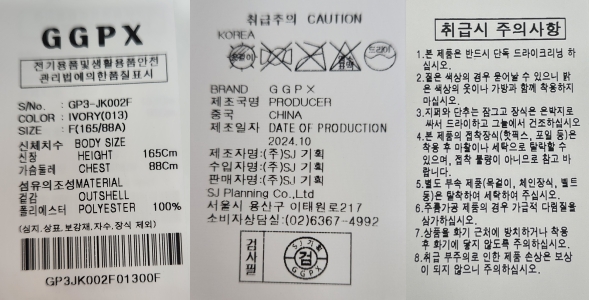 GGPX
전기용품및생활용품안전
관리법에의한품질표시
S/No. : GP3-JK002F
COLOR : IVORY(013)
SIZE : F(165/88A)
신체치수 BODY SIZE
신장 HEIGHT 165Cm
가슴둘레 CHEST 88Cm
섬유의조성MATERIAL
겉감 OUTSHELL
폴리에스터 POLYESTER 100%
(심지,상표,보강재,자수,장식 제외)
GP3JK002F01300F
취급주의 CAUTION
KOREA
드라이
BRAND GGPX
제조국명 PRODUCER
중국 CHINA
제조일자 DATE OF PRODUCTION
2024.10
제조자명:(주)SJ 기획
수입자명:(주)SJ 기획
판매자명:(주)SJ 기획
SJ Planning CO.,Ltd
서울시 용산구 이태원로217
소비자상담실:(02)6367-4992
검사필
SJ기획
검
GGPX
취급시 주의사항
1.본 제품은 반드시 단독 드라이크리닝 하
십시오.
2.짙은 색상의 경우 묻어날 수 있으니 밝
은 색상의 옷이나 가방과 함께 착용하지
마십시오.
3.지퍼와 단추는 잠그고 장식은 은박지로
싸서 드라이하고 그늘에서 건조하십시오
4.본 제품의 접착장식(핫픽스, 포일 등)은
착용 후 마찰이나 세탁으로 탈락할 수
있으며, 접착 불량이 아니므로 참고 바
랍니다.
5.별도 부속 제품(목걸이, 체인장식, 벨트
등)은 탈착하여 세탁하여 주십시오.
6.주름가공 제품의 경우 가급적 다림질을
삼가하십시오.
7.상품을 화기 근처에 방치하거나 착용
후 화기에 닿지 않도록 주의하십시오.
8.취급 부주의로 인한 제품 손상은 보상
이 되지 않으니 주의하십시오.